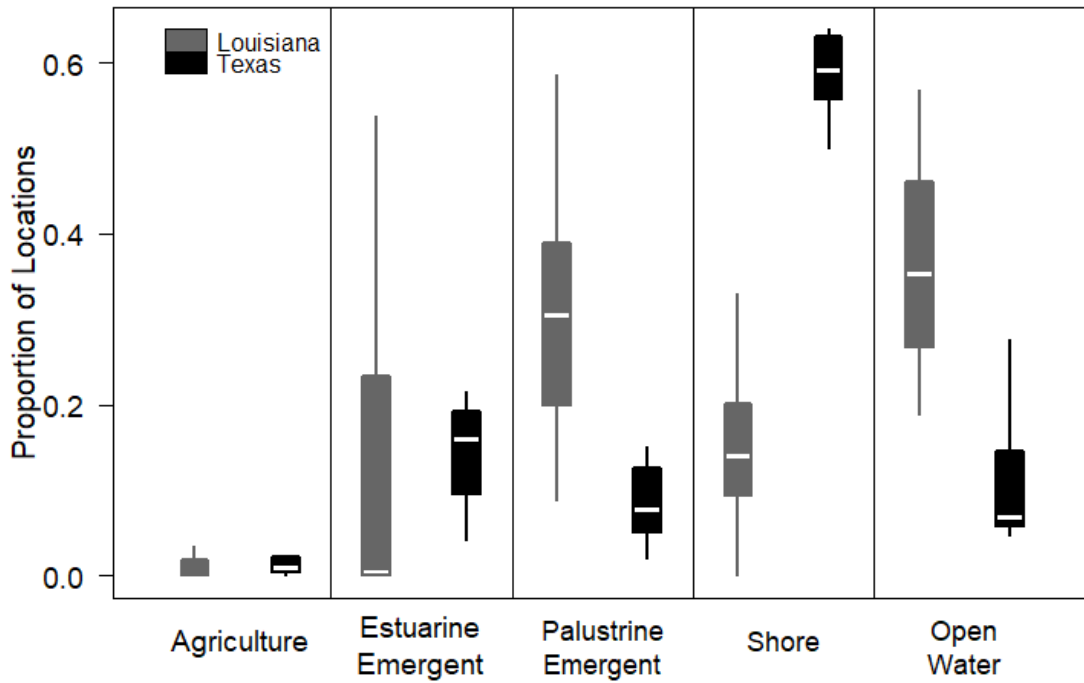 Louisiana
Texas
Proportion of Locations
0.6
0.4
0.2
0.0
Agriculture
Estuarine
Emergent
Palustrine
Emergent
Shore
Open
Water